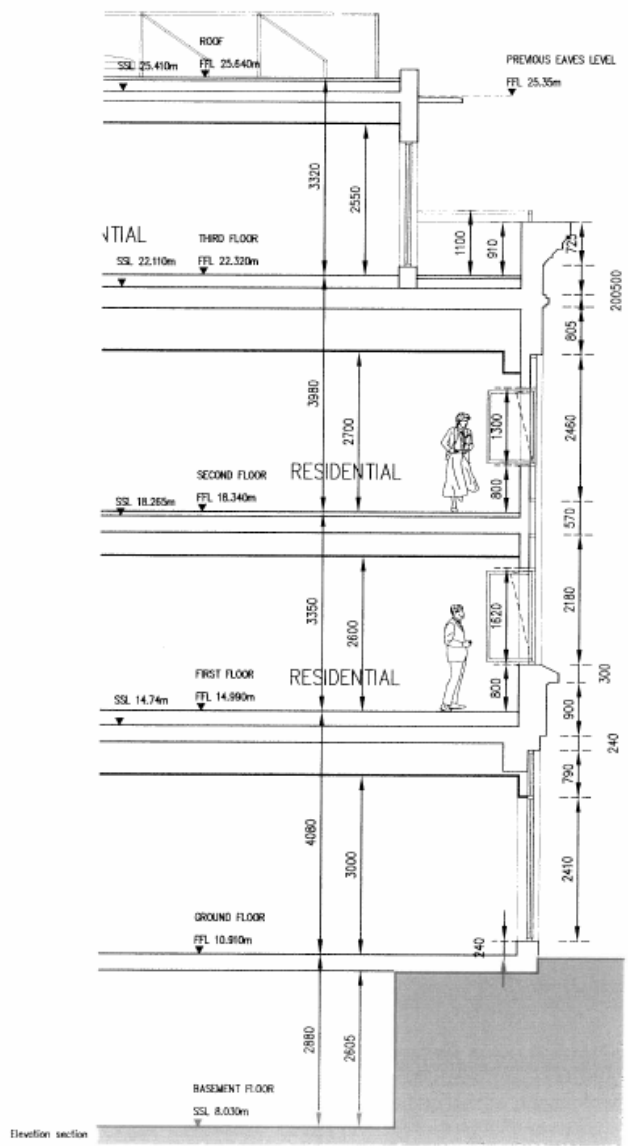 ROOF
SSL 25.410m FFL 25.640m
PREVIOUS EAVES LEVEL
FFL 25.35m
3320
2550
NTIAL
THIRD FLOOR
SSL 22.110m FFL 22.320m
1100
910
725
200500
805
3980
2700
1300
2460
SECOND FLOOR RESIDENTIAL
800
SSL 18.265m FFL 18.340m
570
3350
2600
1620
2180
FIRST FLOOR RESIDENTIAL
800
300
SSL 14.74m FFL 14.990m
900
240
790
4080
3000
2410
GROUND FLOOR
FFL 10.910m
240
2880
2605
BASEMENT FLOOR
SSL 8.030m
Elevation section